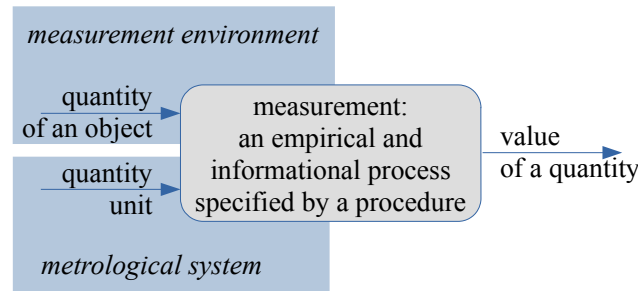 measurement environment
quantity
of an object
measurement:
an empirical and
informational process
specified by a procedure
value
of a quantity
quantity
unit
metrological system